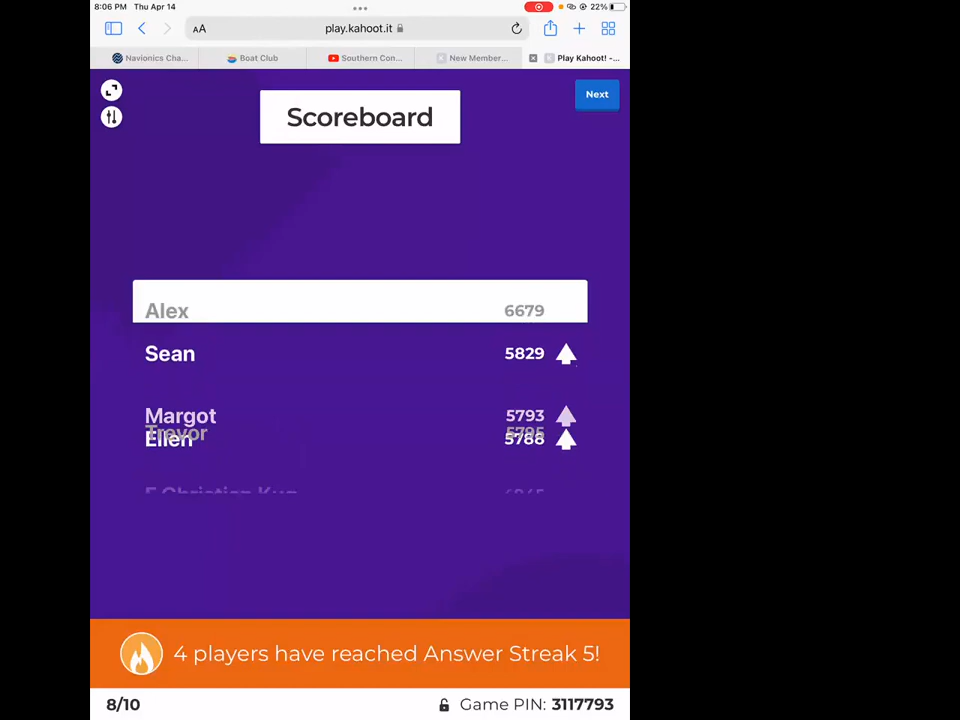 8:06 PM Thu Apr 14
22%
AA
play.kahoot.it
Navionics Cha...
Boat Club
Southern Con...
New Member...
Play Kahoot! -...
Scoreboard
Next
Alex 6679
Sean 5829
Margot 5793
Trevor
Ellen 5788
4 players have reached Answer Streak 5!
8/10
Game PIN: 3117793